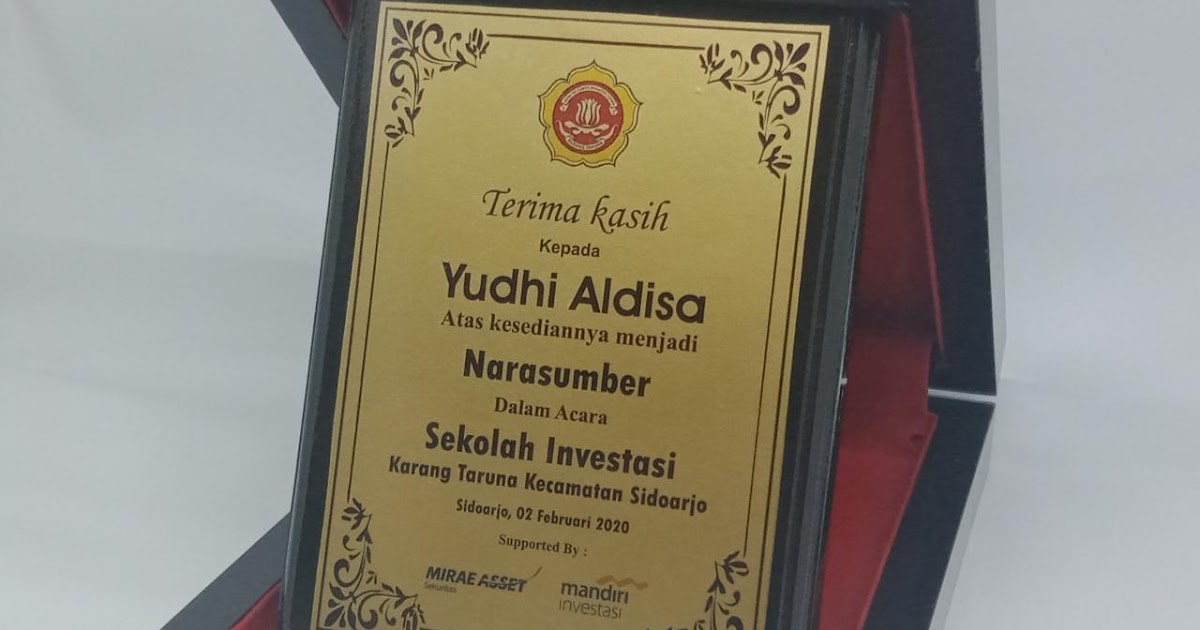 Terima kasih
Kepada
Yudhi Aldisa
Atas kesediannya menjadi
Narasumber
Dalam Acara
Sekolah Investasi
Karang Taruna Kecamatan Sidoarjo
Sidoarjo, 02 Februari 2020
Supported By :
MIRAE ASSET
Sekuritas
mandiri
investasi